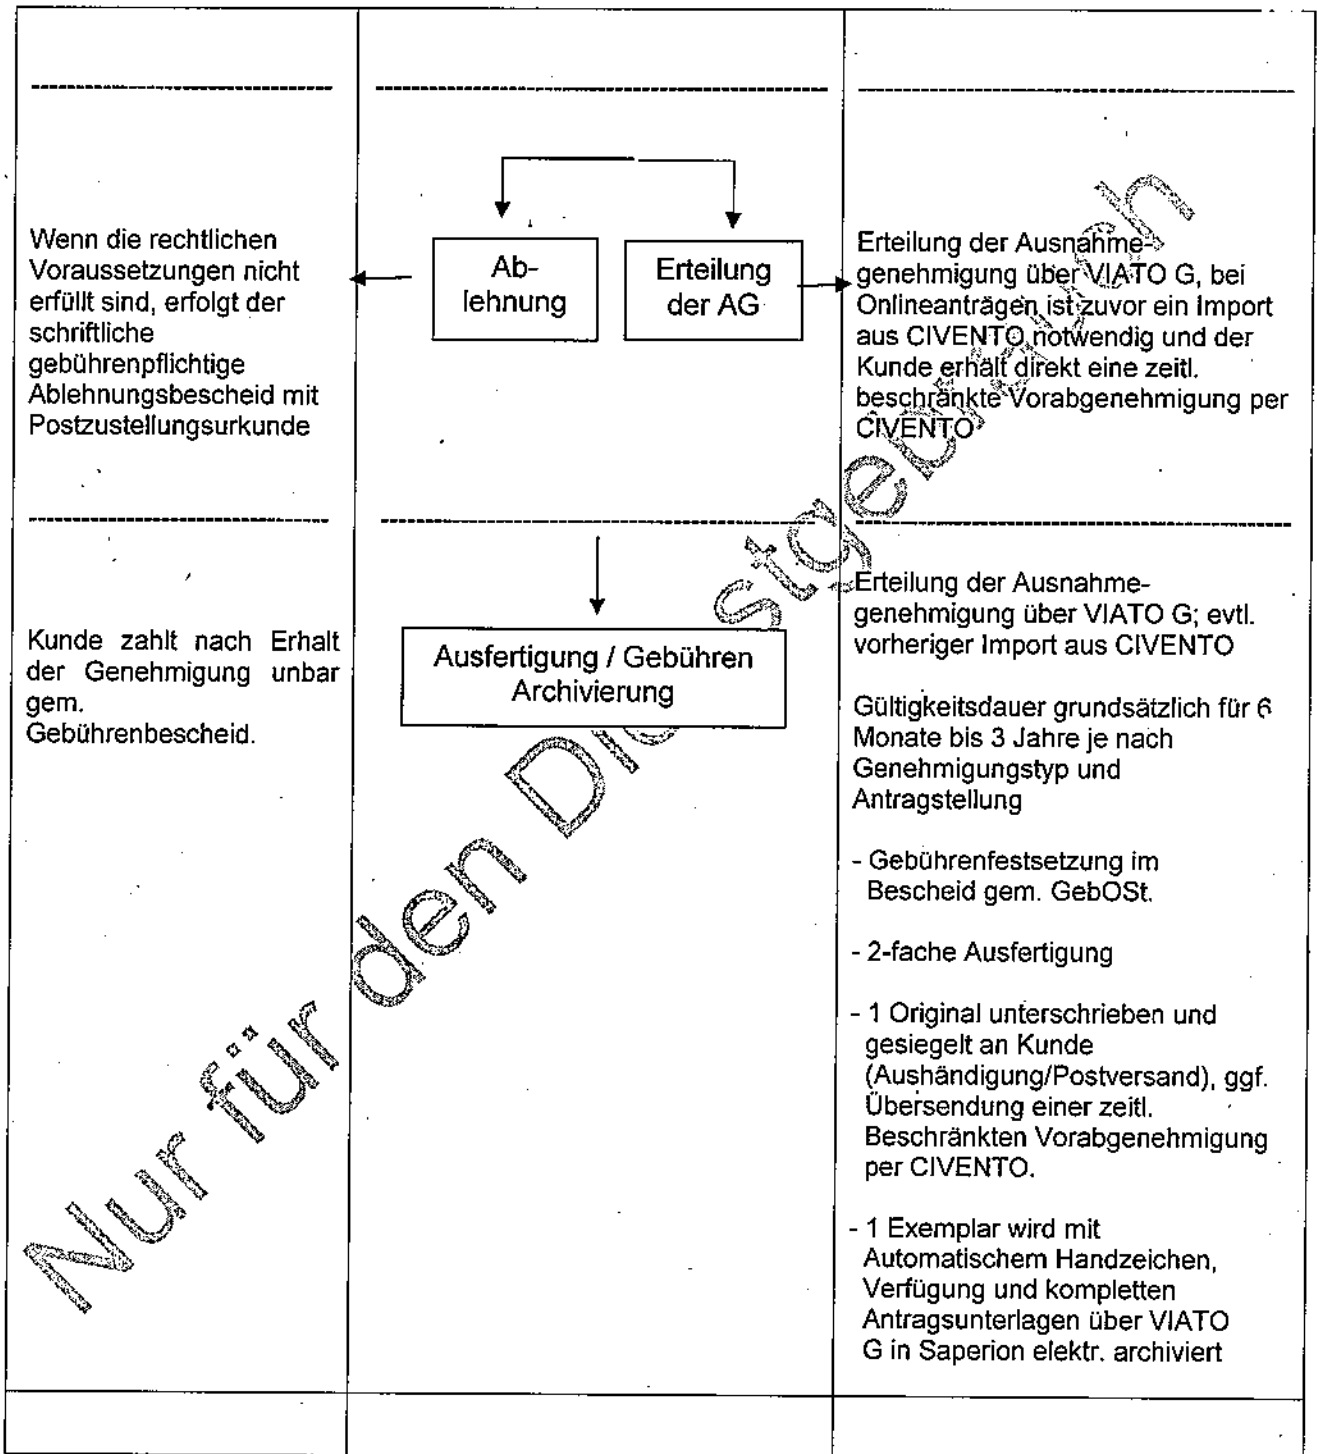 Wenn die rechtlichen
Voraussetzungen nicht
erfüllt sind, erfolgt der
schriftliche
gebührenpflichtige
Ablehnungsbescheid mit
Postzustellungsurkunde
Ab-
lehnung
Erteilung
der AG
Erteilung der Ausnahme-
genehmigung über VIATO G, bei
Onlineanträgen ist zuvor ein Import
aus CIVENTO notwendig und der
Kunde erhält direkt eine zeitl.
beschränkte Vorabgenehmigung per
CIVENTO
Kunde zahlt nach Erhalt
der Genehmigung unbar
gem.
Gebührenbescheid.
Ausfertigung / Gebühren
Archivierung
Erteilung der Ausnahme-
genehmigung über VIATO G; evtl.
vorheriger Import aus CIVENTO
Gültigkeitsdauer grundsätzlich für 6
Monate bis 3 Jahre je nach
Genehmigungstyp und
Antragstellung
- Gebührenfestsetzung im
Bescheid gem. GebOSt.
- 2-fache Ausfertigung
- 1 Original unterschrieben und
gesiegelt an Kunde
(Aushändigung/Postversand), ggf.
Übersendung einer zeitl.
Beschränkten Vorabgenehmigung
per CIVENTO.
- 1 Exemplar wird mit
Automatischem Handzeichen,
Verfügung und kompletten
Antragsunterlagen über VIATO
G in Saperion elektr. archiviert
Nur für den Dienstgebrauch